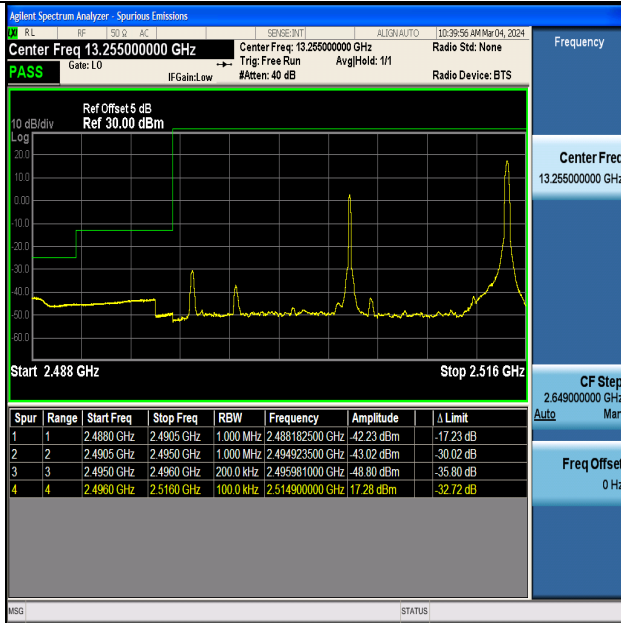 Agilent Spectrum Analyzer - Spurious Emissions
RL RF 50 Ω AC SENSE:INT ALIGN AUTO 10:39:56 AM Mar 04, 2024
Center Freq 13.255000000 GHz Center Freq: 13.255000000 GHz Radio Std: None Frequency
PASS Gate: LO Trig: Free Run Avg|Hold: 1/1
IFGain:Low #Atten: 40 dB Radio Device: BTS
Ref Offset 5 dB
10 dB/div Ref 30.00 dBm
Log
20.0
10.0
0.00
-10.0
-20.0
-30.0
-40.0
-50.0
-60.0
Start 2.488 GHz Stop 2.516 GHz
Spur Range Start Freq Stop Freq RBW Frequency Amplitude Δ Limit
1 1 2.4880 GHz 2.4905 GHz 1.000 MHz 2.488182500 GHz -42.23 dBm -17.23 dB
2 2 2.4905 GHz 2.4950 GHz 1.000 MHz 2.494923500 GHz -43.02 dBm -30.02 dB
3 3 2.4950 GHz 2.4960 GHz 200.0 kHz 2.495981000 GHz -48.80 dBm -35.80 dB
4 4 2.4960 GHz 2.5160 GHz 100.0 kHz 2.514900000 GHz 17.28 dBm -32.72 dB
Center Freq
13.255000000 GHz
CF Step
2.649000000 GHz
Auto Man
Freq Offset
0 Hz
MSG STATUS